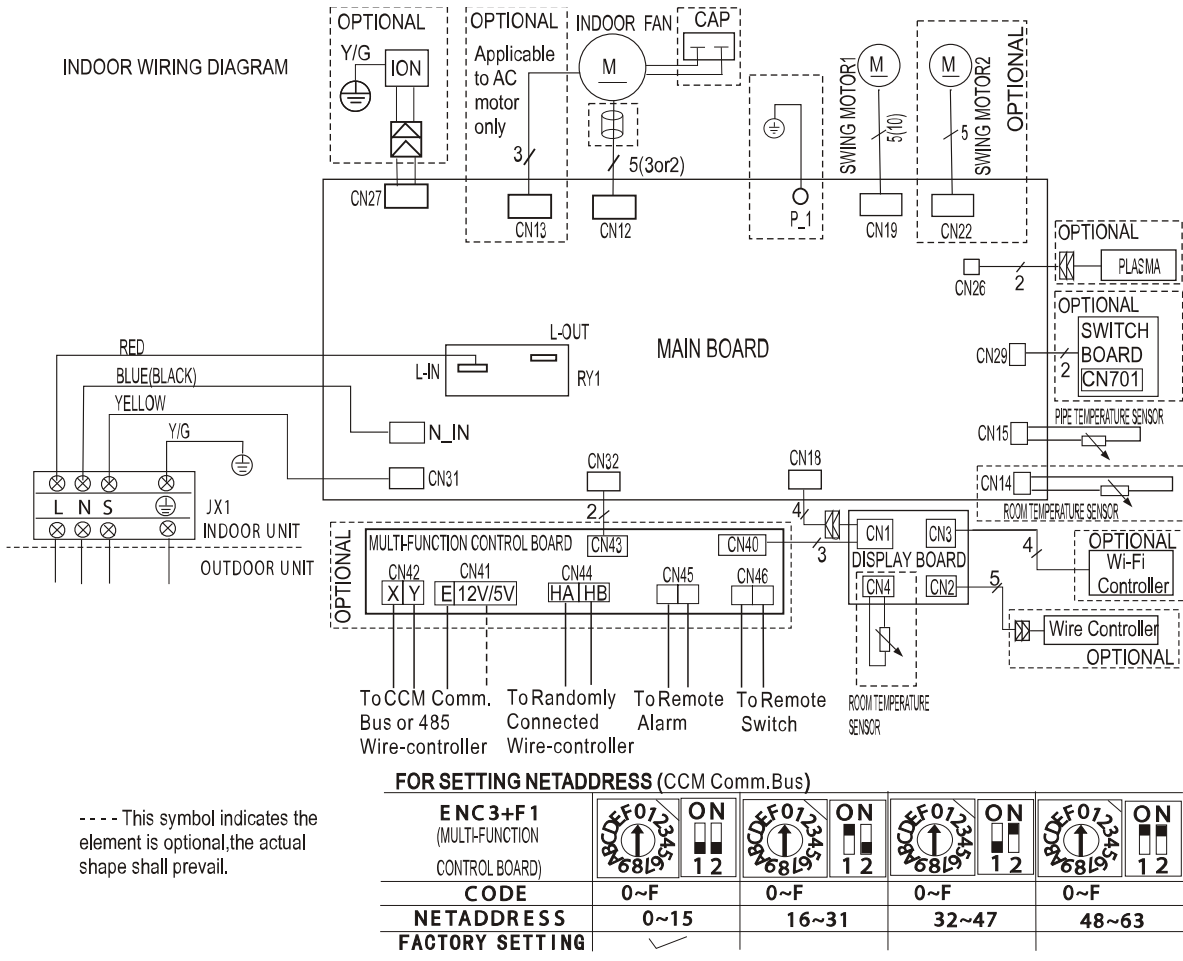 INDOOR WIRING DIAGRAM
OPTIONAL
Y/G
ION
CN27
OPTIONAL
Applicable
to AC
motor
only
3
CN13
INDOOR FAN
M
CAP
5(3or2)
CN12
P_1
SWING MOTOR1
M
5(10)
CN19
SWING MOTOR2
M
5
OPTIONAL
CN22
OPTIONAL
PLASMA
CN26
2
OPTIONAL
SWITCH
BOARD
CN701
CN29
2
PIPE TEMPERATURE SENSOR
CN15
CN14
ROOM TEMPERATURE SENSOR
MAIN BOARD
L-OUT
L-IN
RY1
RED
BLUE(BLACK)
YELLOW
Y/G
N_IN
CN31
L N S
JX1
INDOOR UNIT
OUTDOOR UNIT
CN32
2
CN18
4
OPTIONAL
MULTI-FUNCTION CONTROL BOARD
CN43
CN40
3
CN42
X Y
CN41
E 12V/5V
CN44
HA HB
CN45
CN46
CN1
CN3
DISPLAY BOARD
CN4
CN2
4
OPTIONAL
Wi-Fi
Controller
5
Wire Controller
OPTIONAL
ROOM TEMPERATURE
SENSOR
To CCM Comm.
Bus or 485
Wire-controller
To Randomly
Connected
Wire-controller
To Remote
Alarm
To Remote
Switch
---- This symbol indicates the
element is optional,the actual
shape shall prevail.
FOR SETTING NETADDRESS (CCM Comm.Bus)
ENC3+F1
(MULTI-FUNCTION
CONTROL BOARD)
0123456789ABCDEF
ON
1 2
0123456789ABCDEF
ON
1 2
0123456789ABCDEF
ON
1 2
0123456789ABCDEF
ON
1 2
CODE 0~F 0~F 0~F 0~F
NETADDRESS 0~15 16~31 32~47 48~63
FACTORY SETTING ✓